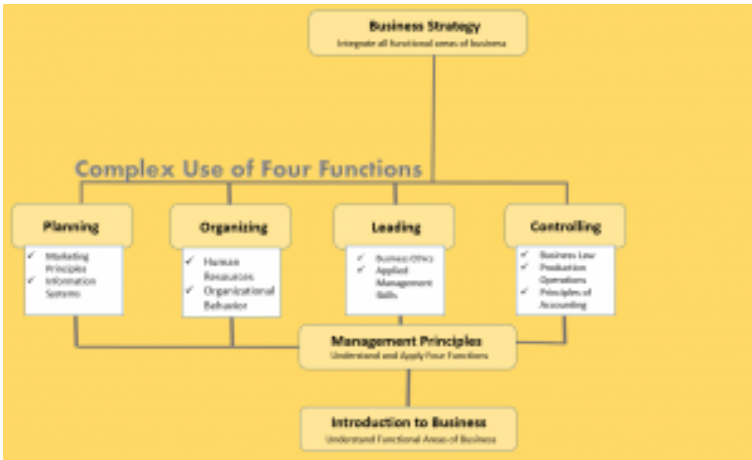 Business Strategy
Integrate all functional areas of business
Complex Use of Four Functions
Planning
Organizing
Leading
Controlling
✓ Marketing
Principles
✓ Information
Systems
✓ Human
Resources
✓ Organizational
Behavior
✓ Business Ethics
✓ Applied
Management
Skills
✓ Business Law
✓ Production
Operations
✓ Principles of
Accounting
Management Principles
Understand and Apply Four Functions
Introduction to Business
Understand Functional Areas of Business